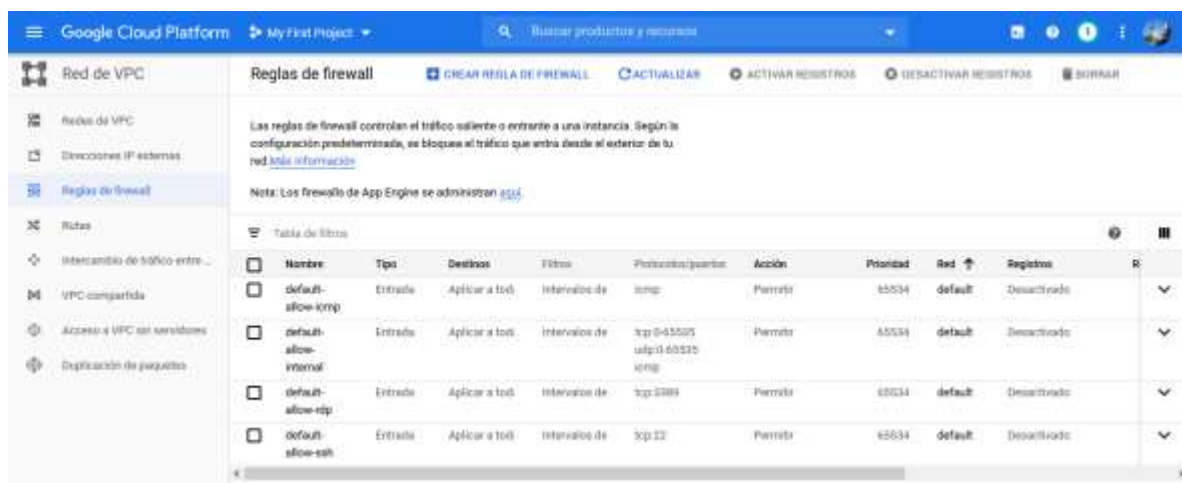 Google Cloud Platform My First Project Buscar productos y recursos 1
Red de VPC
Reglas de firewall CREAR REGLA DE FIREWALL ACTUALIZAR ACTIVAR REGISTROS DESACTIVAR REGISTROS BORRAR
Redes de VPC
Direcciones IP externas
Reglas de firewall
Rutas
Intercambio de tráfico entre ...
VPC compartida
Acceso a VPC sin servidores
Duplicación de paquetes
Las reglas de firewall controlan el tráfico saliente o entrante a una instancia. Según la
configuración predeterminada, se bloquea el tráfico que entra desde el exterior de tu
red. Más información
Nota: Los firewalls de App Engine se administran aquí.
Tabla de filtros
Nombre Tipo Destinos Filtros Protocolos/puertos Acción Prioridad Red Registros R
default- Entrada Aplicar a tod Intervalos de icmp Permitir 65534 default Desactivado
allow-icmp
default- Entrada Aplicar a tod Intervalos de tcp:0-65535 Permitir 65534 default Desactivado
allow- udp:0-65535
internal icmp
default- Entrada Aplicar a tod Intervalos de tcp:3389 Permitir 65534 default Desactivado
allow-rdp
default- Entrada Aplicar a tod Intervalos de tcp:22 Permitir 65534 default Desactivado
allow-ssh